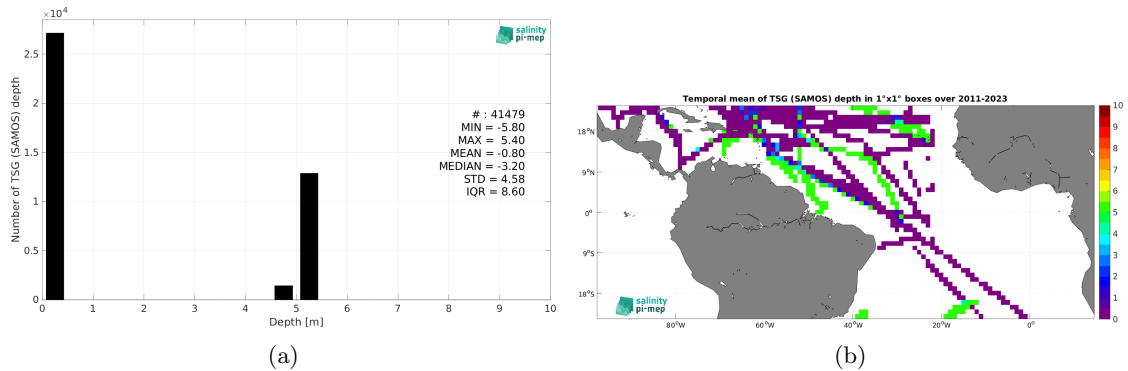 ×10⁴
2.5
2
1.5
1
0.5
0
0 1 2 3 4 5 6 7 8 9 10
Number of TSG (SAMOS) depth
Depth [m]
salinity
pi-mep
# : 41479
MIN = -5.80
MAX = 5.40
MEAN = -0.80
MEDIAN = -3.20
STD = 4.58
IQR = 8.60
(a)
Temporal mean of TSG (SAMOS) depth in 1°x1° boxes over 2011-2023
18°N
9°N
0°
9°S
18°S
80°W 60°W 40°W 20°W 0°
salinity
pi-mep
10
9
8
7
6
5
4
3
2
1
0
(b)